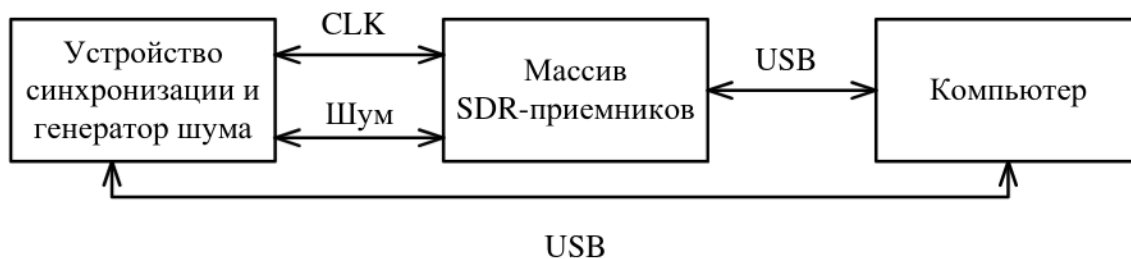 Устройство
синхронизации и
генератор шума
CLK
Шум
Массив
SDR-приемников
USB
Компьютер
USB